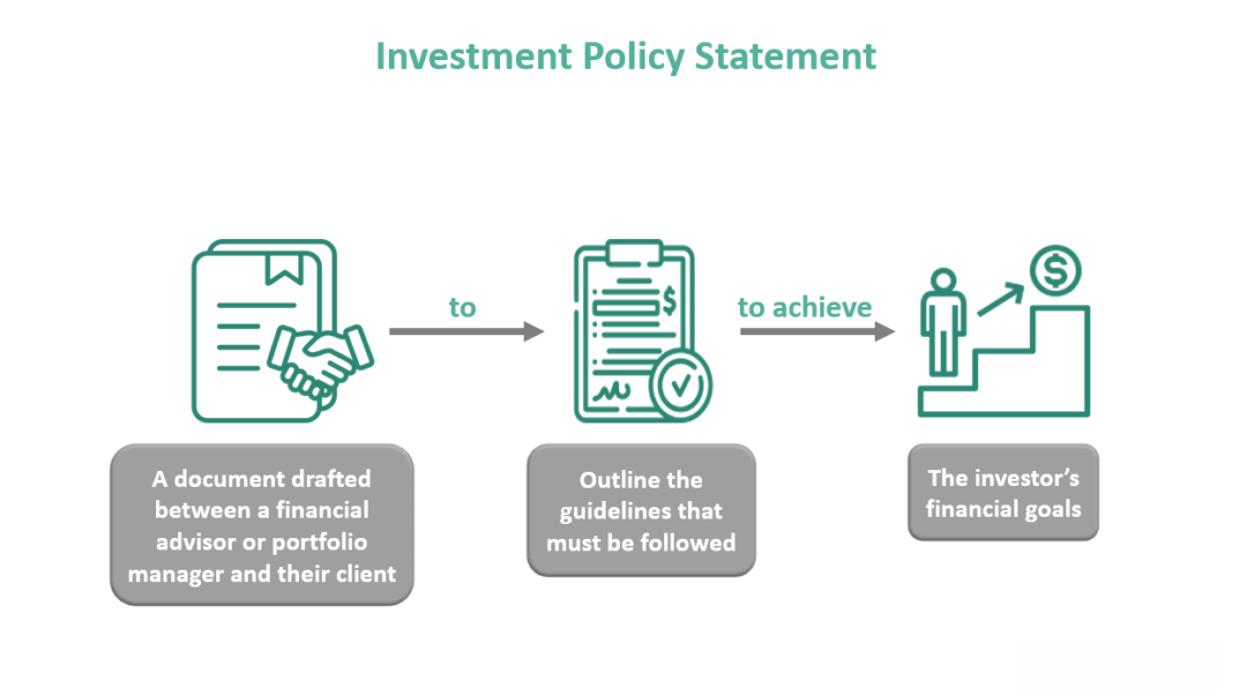 Investment Policy Statement
to
to achieve
$
$
A document drafted
between a financial
advisor or portfolio
manager and their client
Outline the
guidelines that
must be followed
The investor’s
financial goals